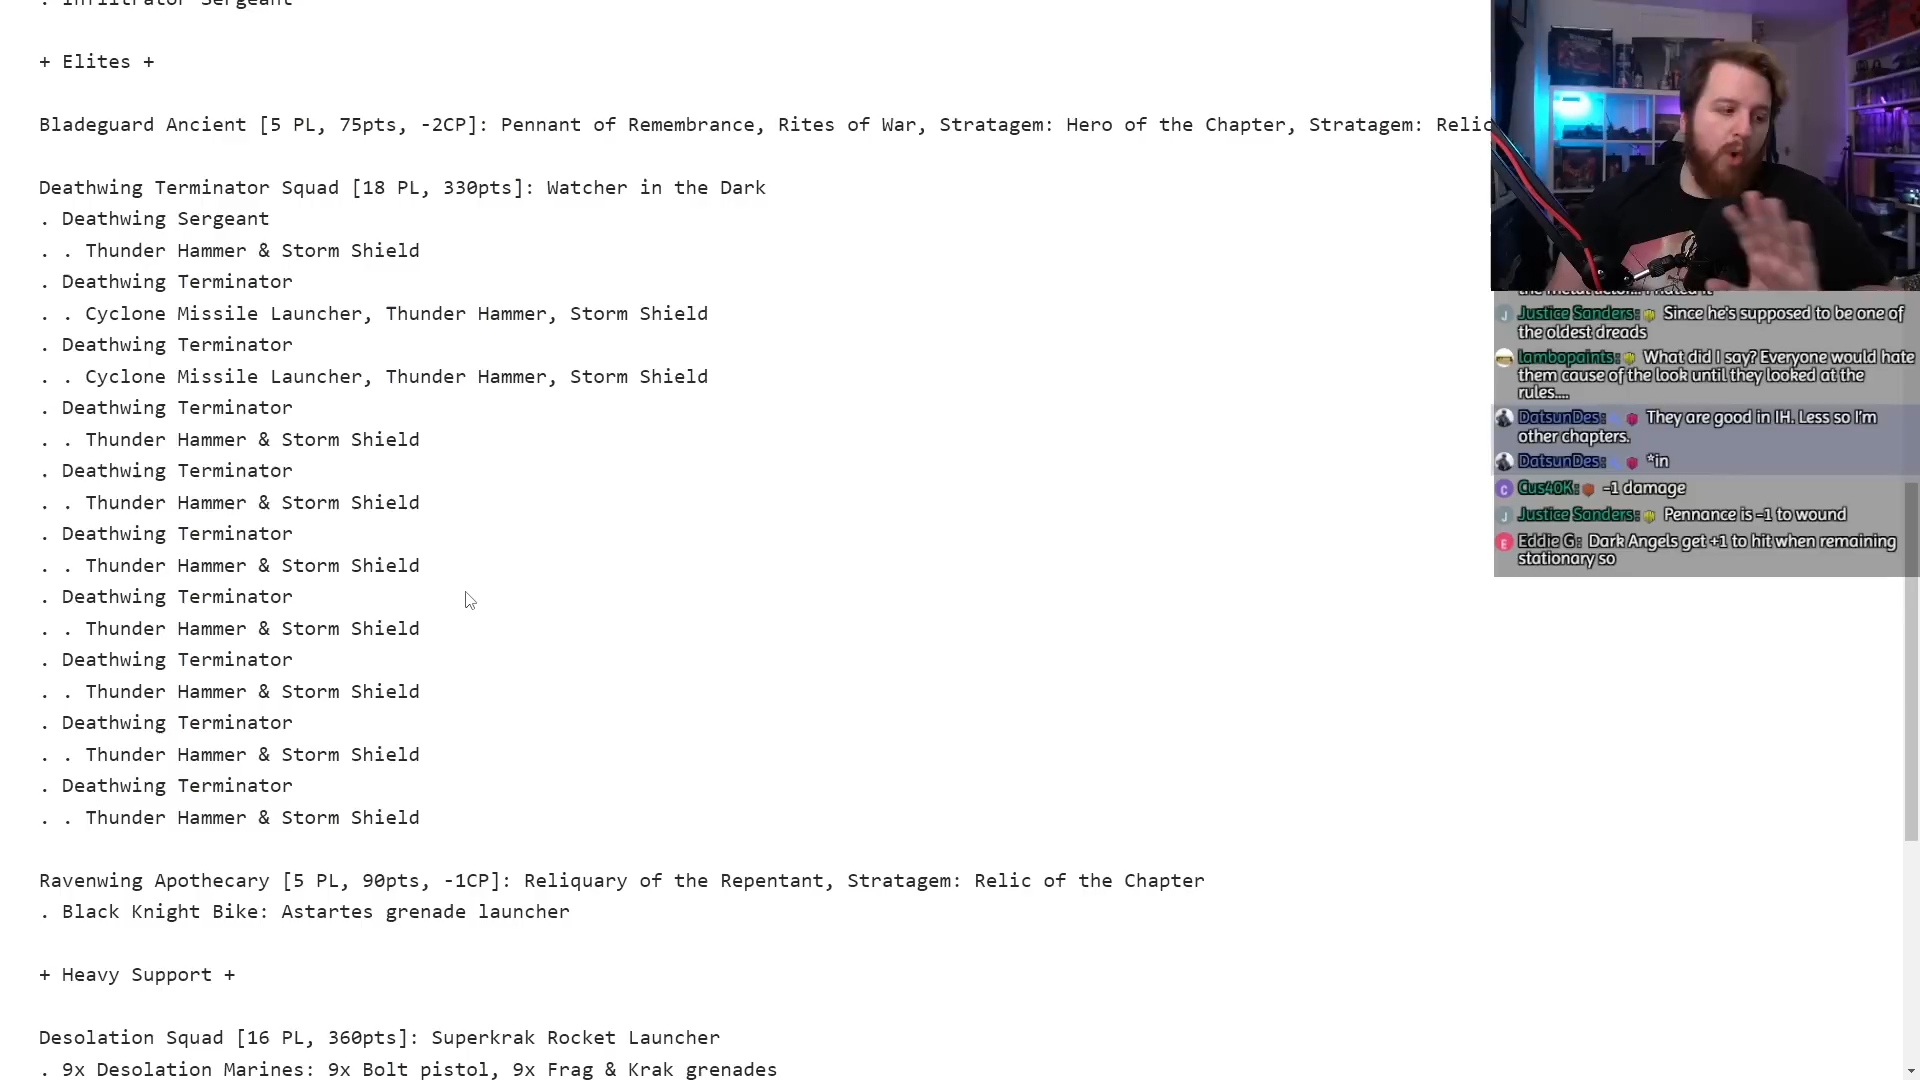 . Infiltrator Sergeant
+ Elites +
Bladeguard Ancient [5 PL, 75pts, -2CP]: Pennant of Remembrance, Rites of War, Stratagem: Hero of the Chapter, Stratagem: Relic
Deathwing Terminator Squad [18 PL, 330pts]: Watcher in the Dark
. Deathwing Sergeant
. . Thunder Hammer & Storm Shield
. Deathwing Terminator
. . Cyclone Missile Launcher, Thunder Hammer, Storm Shield
. Deathwing Terminator
. . Cyclone Missile Launcher, Thunder Hammer, Storm Shield
. Deathwing Terminator
. . Thunder Hammer & Storm Shield
. Deathwing Terminator
. . Thunder Hammer & Storm Shield
. Deathwing Terminator
. . Thunder Hammer & Storm Shield
. Deathwing Terminator
. . Thunder Hammer & Storm Shield
. Deathwing Terminator
. . Thunder Hammer & Storm Shield
. Deathwing Terminator
. . Thunder Hammer & Storm Shield
. Deathwing Terminator
. . Thunder Hammer & Storm Shield
Ravenwing Apothecary [5 PL, 90pts, -1CP]: Reliquary of the Repentant, Stratagem: Relic of the Chapter
. Black Knight Bike: Astartes grenade launcher
+ Heavy Support +
Desolation Squad [16 PL, 360pts]: Superkrak Rocket Launcher
. 9x Desolation Marines: 9x Bolt pistol, 9x Frag & Krak grenades
J Justice Sanders: Since he's supposed to be one of
the oldest dreads
lambopaints: What did I say? Everyone would hate
them cause of the look until they looked at the
rules....
DatsunDes: They are good in IH. Less so I'm
other chapters.
DatsunDes: *in
C Cus40K: -1 damage
J Justice Sanders: Pennance is -1 to wound
E Eddie G: Dark Angels get +1 to hit when remaining
stationary so